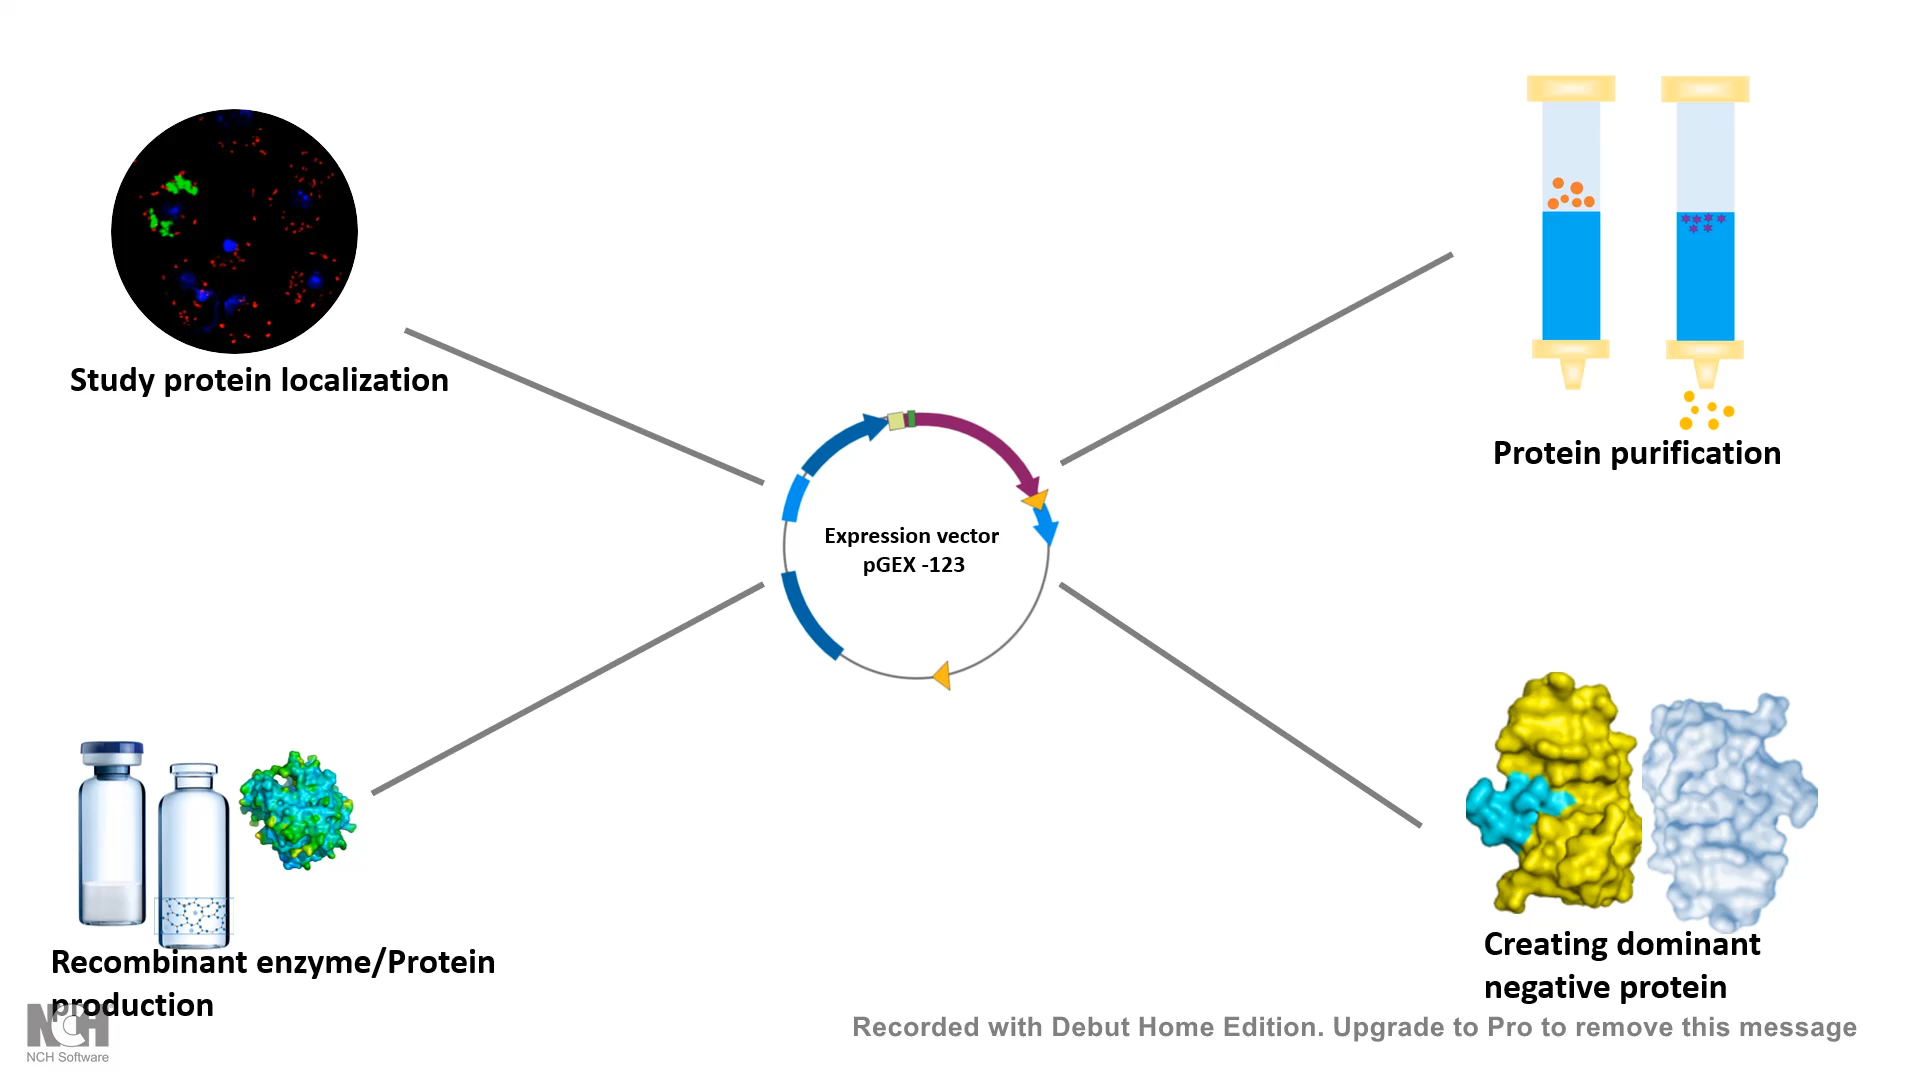 Study protein localization
Protein purification
Expression vector
pGEX -123
Recombinant enzyme/Protein
production
Creating dominant
negative protein
NCH
NCH Software
Recorded with Debut Home Edition. Upgrade to Pro to remove this message